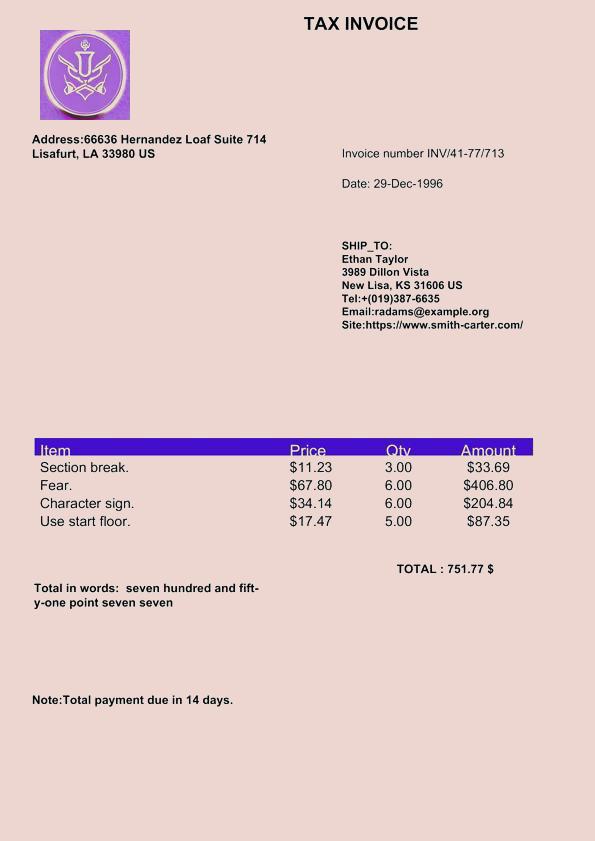 TAX INVOICE
Address:66636 Hernandez Loaf Suite 714
Lisafurt, LA 33980 US
Invoice number INV/41-77/713
Date: 29-Dec-1996
SHIP_TO:
Ethan Taylor
3989 Dillon Vista
New Lisa, KS 31606 US
Tel:+(019)387-6635
Email:radams@example.org
Site:https://www.smith-carter.com/
Item Price Qty Amount
Section break. $11.23 3.00 $33.69
Fear. $67.80 6.00 $406.80
Character sign. $34.14 6.00 $204.84
Use start floor. $17.47 5.00 $87.35
TOTAL : 751.77 $
Total in words: seven hundred and fift-
y-one point seven seven
Note:Total payment due in 14 days.